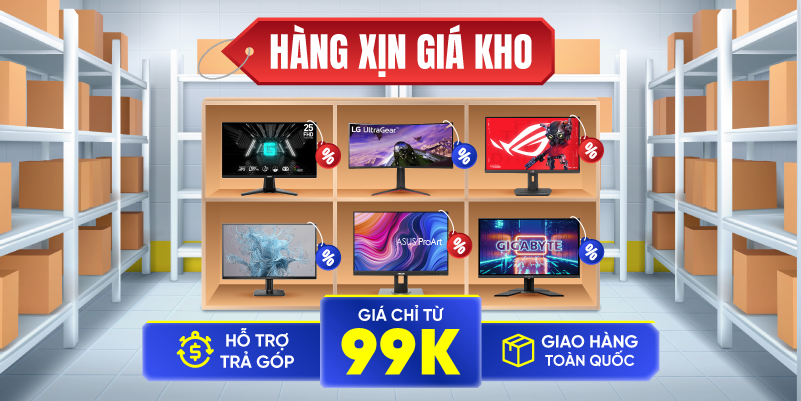 HÀNG XỊN GIÁ KHO
25
FHD
G
%
LG UltraGear™
%
%
%
ASUS ProArt
%
GIGABYTE
%
HỖ TRỢ
TRẢ GÓP
$
GIÁ CHỈ TỪ
99K
GIAO HÀNG
TOÀN QUỐC